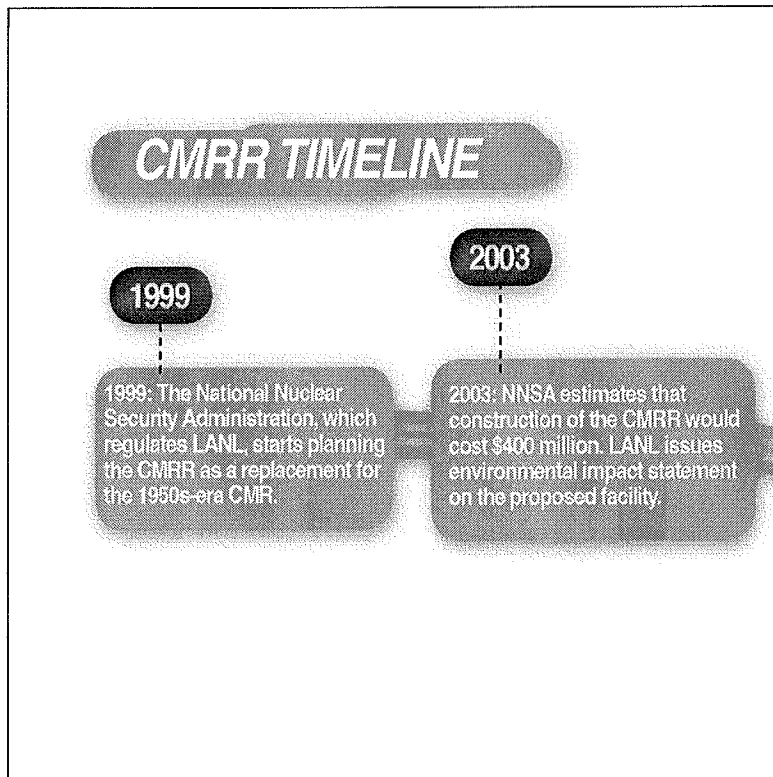 CMRR TIMELINE
1999
2003
1999: The National Nuclear
Security Administration, which
regulates LANL, starts planning
the CMRR as a replacement for
the 1950s-era CMR.
2003: NNSA estimates that
construction of the CMRR would
cost $400 million. LANL issues
environmental impact statement
on the proposed facility.